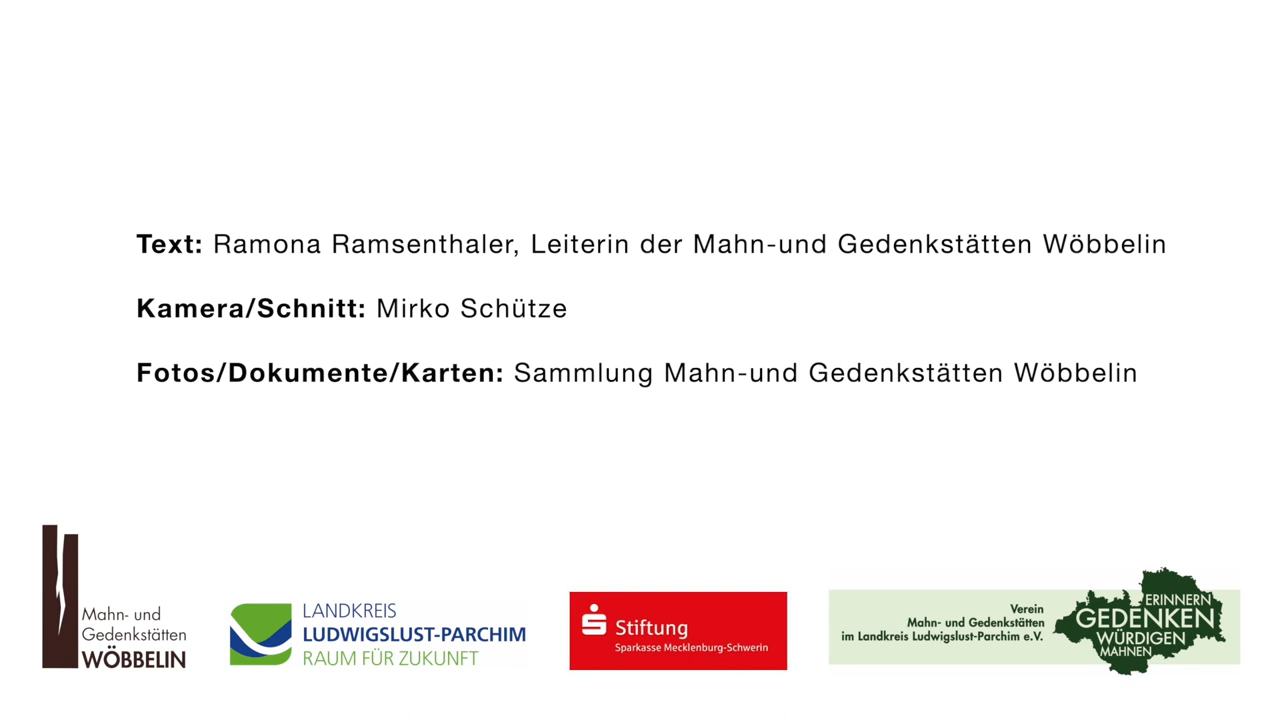 Text: Ramona Ramsenthaler, Leiterin der Mahn-und Gedenkstätten Wöbbelin
Kamera/Schnitt: Mirko Schütze
Fotos/Dokumente/Karten: Sammlung Mahn-und Gedenkstätten Wöbbelin
Mahn- und
Gedenkstätten
WÖBBELIN
LANDKREIS
LUDWIGSLUST-PARCHIM
RAUM FÜR ZUKUNFT
Stiftung
Sparkasse Mecklenburg-Schwerin
Verein
Mahn- und Gedenkstätten
im Landkreis Ludwigslust-Parchim e.V.
ERINNERN
GEDENKEN
WÜRDIGEN
MAHNEN